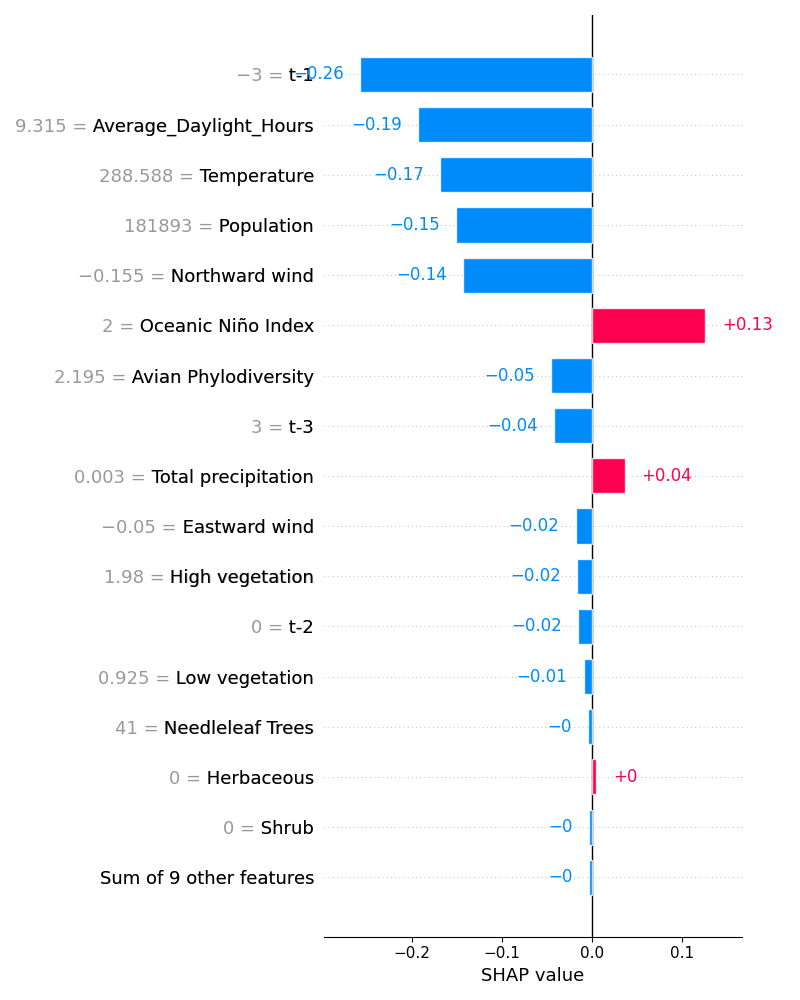 −3 = t-1 −0.26
9.315 = Average_Daylight_Hours −0.19
288.588 = Temperature −0.17
181893 = Population −0.15
−0.155 = Northward wind −0.14
2 = Oceanic Niño Index +0.13
2.195 = Avian Phylodiversity −0.05
3 = t-3 −0.04
0.003 = Total precipitation +0.04
−0.05 = Eastward wind −0.02
1.98 = High vegetation −0.02
0 = t-2 −0.02
0.925 = Low vegetation −0.01
41 = Needleleaf Trees −0
0 = Herbaceous +0
0 = Shrub −0
Sum of 9 other features −0
−0.2 −0.1 0.0 0.1
SHAP value